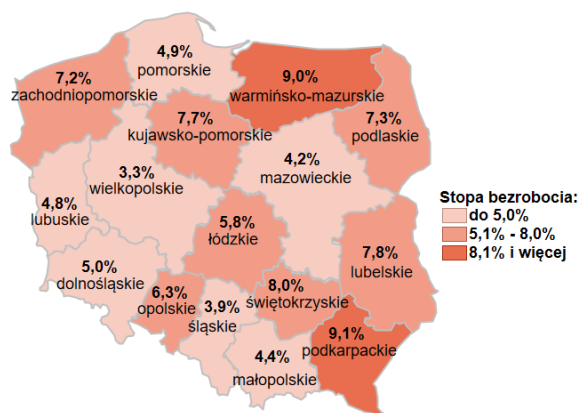 4,9%
pomorskie
7,2%
zachodniopomorskie
9,0%
warmińsko-mazurskie
7,7%
kujawsko-pomorskie
7,3%
podlaskie
3,3%
wielkopolskie
4,2%
mazowieckie
4,8%
lubuskie
5,8%
łódzkie
5,0%
dolnośląskie
7,8%
lubelskie
6,3%
opolskie
3,9%
śląskie
8,0%
świętokrzyskie
4,4%
małopolskie
9,1%
podkarpackie
Stopa bezrobocia:
do 5,0%
5,1% - 8,0%
8,1% i więcej